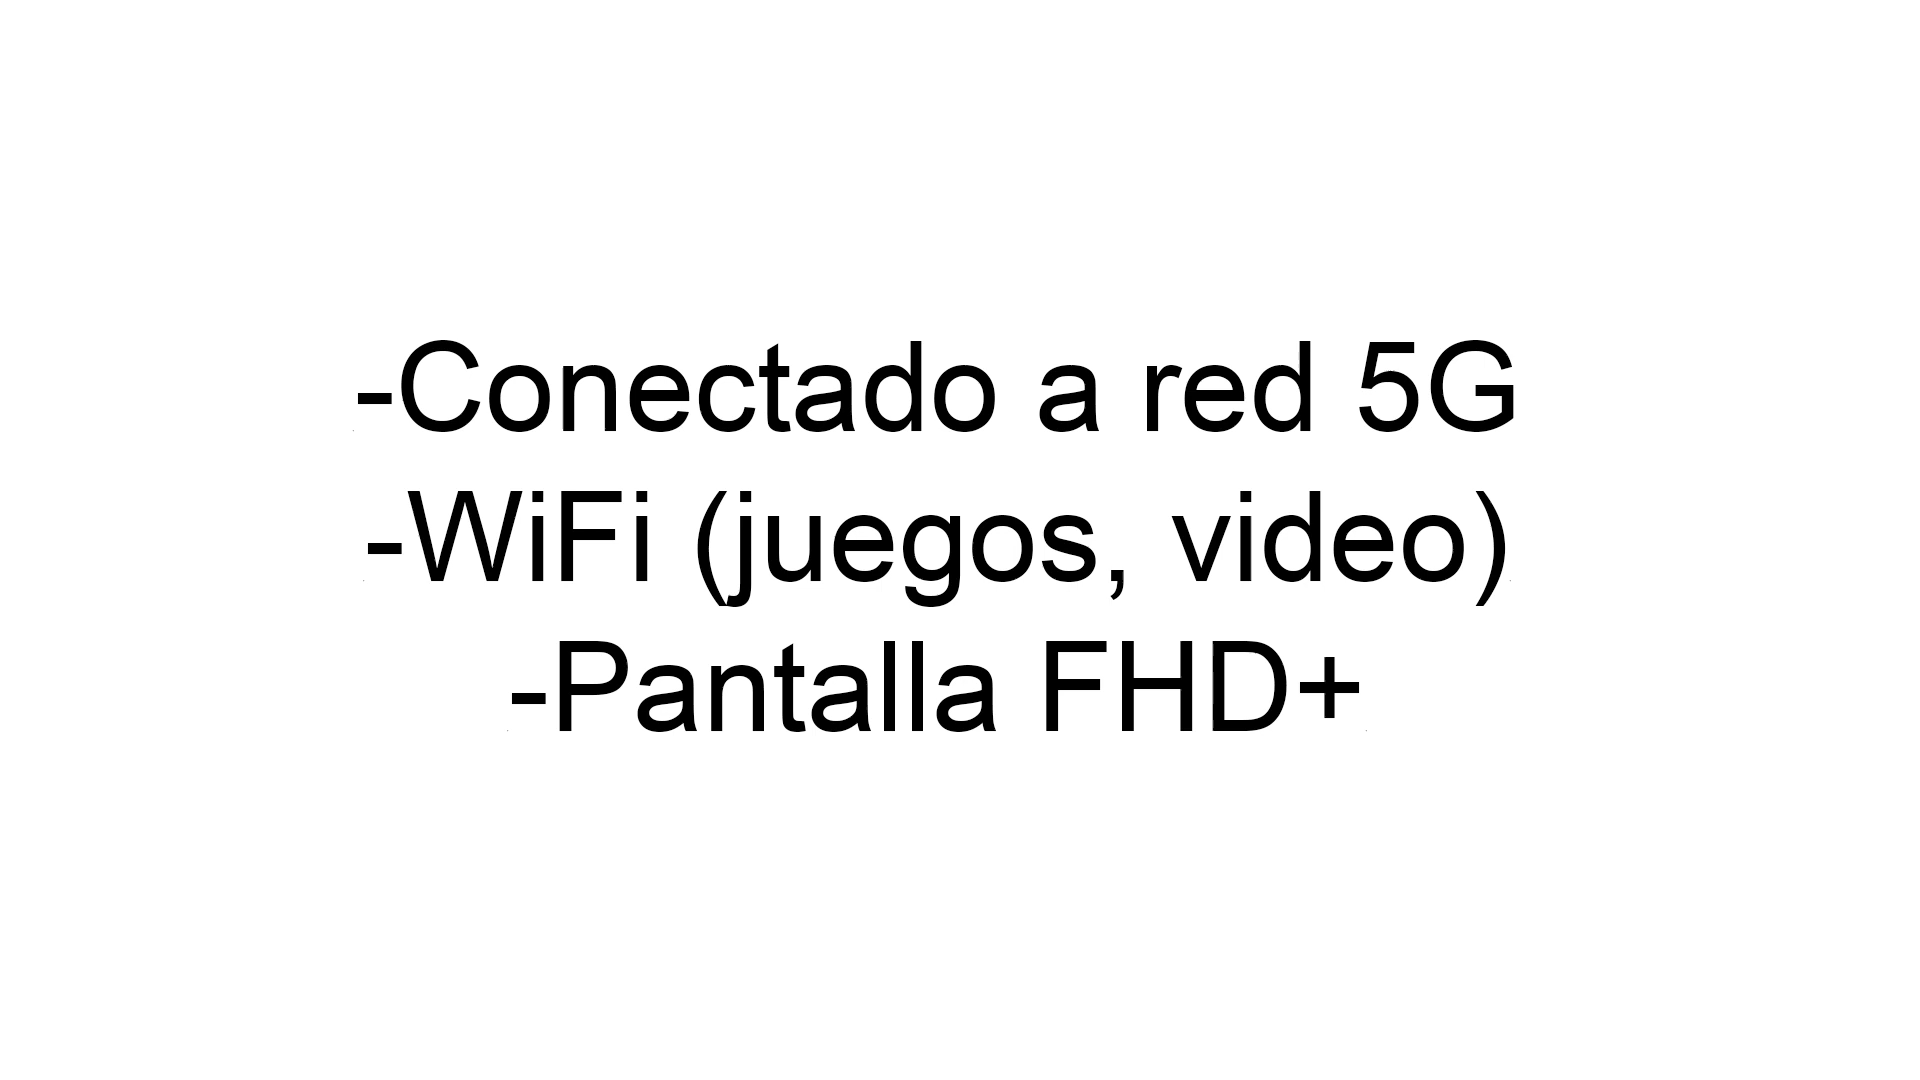 -Conectado a red 5G
-WiFi (juegos, video)
-Pantalla FHD+